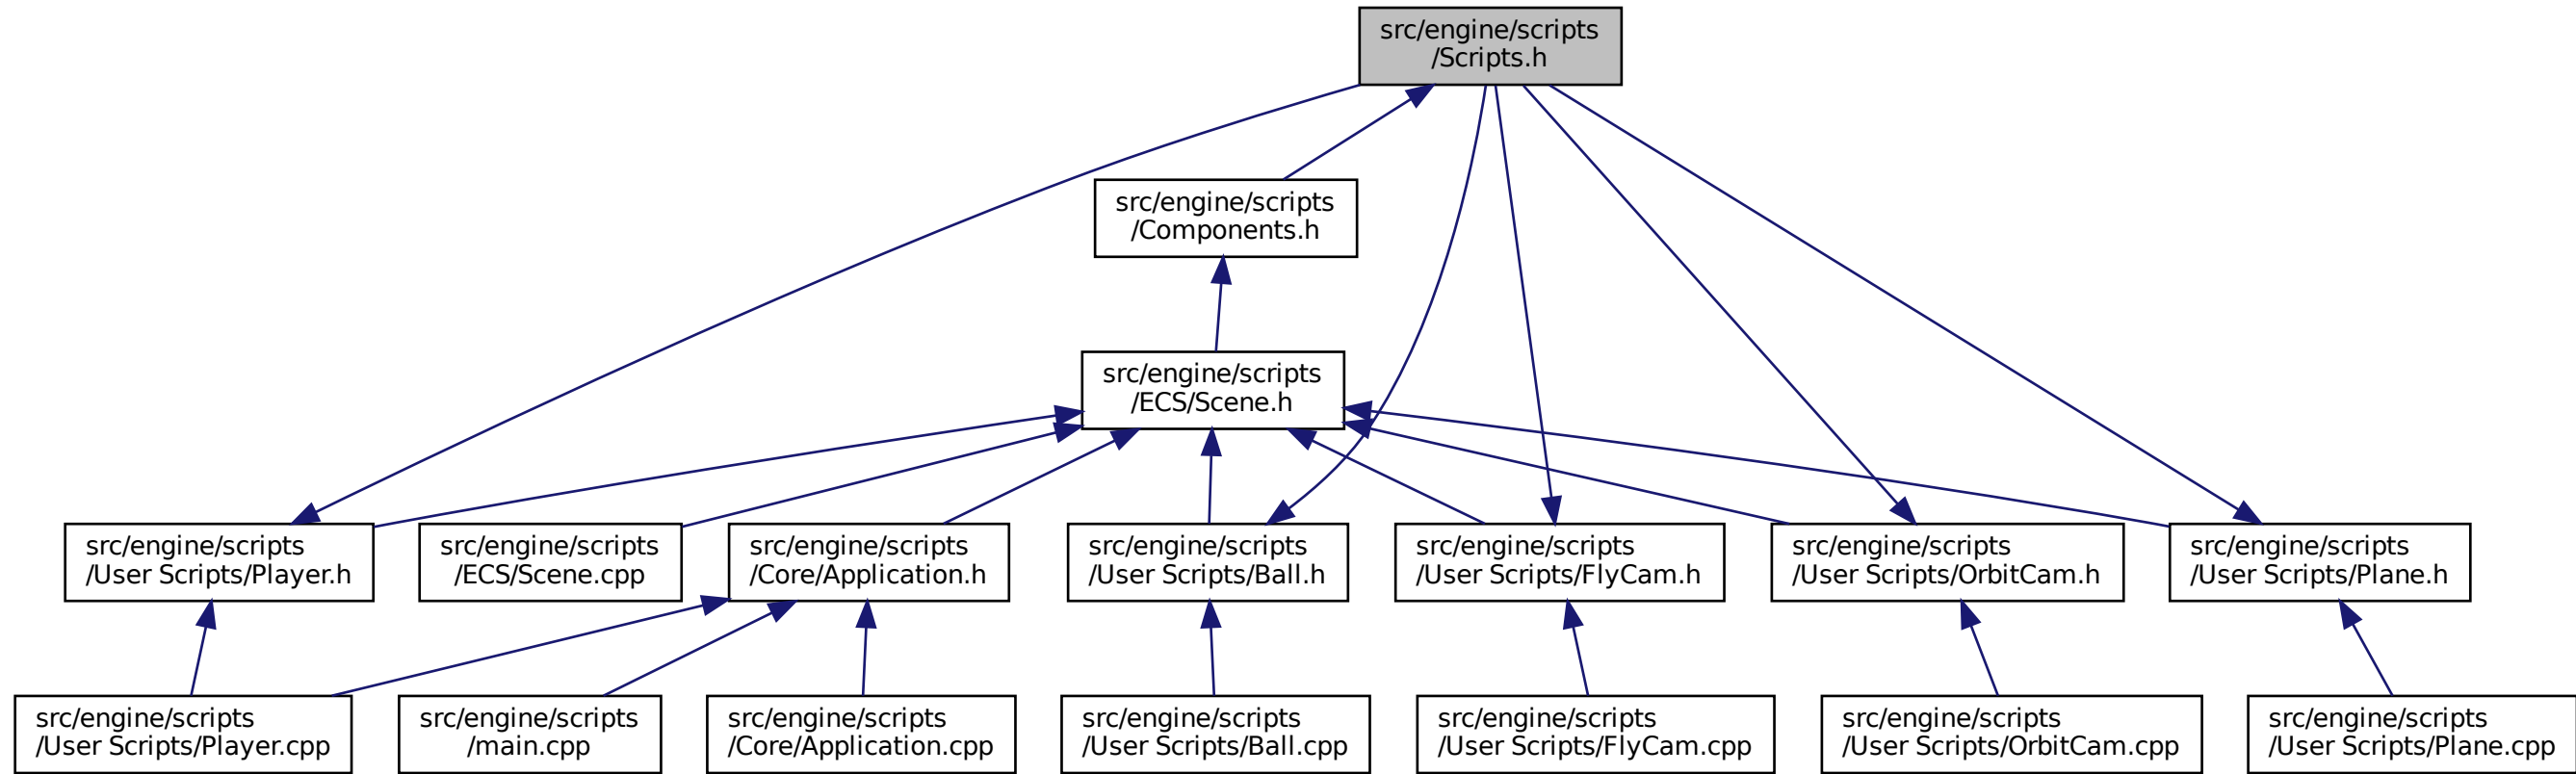 src/engine/scripts
/Scripts.h
src/engine/scripts
/Components.h
src/engine/scripts
/ECS/Scene.h
src/engine/scripts
/User Scripts/Player.h
src/engine/scripts
/ECS/Scene.cpp
src/engine/scripts
/Core/Application.h
src/engine/scripts
/User Scripts/Ball.h
src/engine/scripts
/User Scripts/FlyCam.h
src/engine/scripts
/User Scripts/OrbitCam.h
src/engine/scripts
/User Scripts/Plane.h
src/engine/scripts
/User Scripts/Player.cpp
src/engine/scripts
/main.cpp
src/engine/scripts
/Core/Application.cpp
src/engine/scripts
/User Scripts/Ball.cpp
src/engine/scripts
/User Scripts/FlyCam.cpp
src/engine/scripts
/User Scripts/OrbitCam.cpp
src/engine/scripts
/User Scripts/Plane.cpp